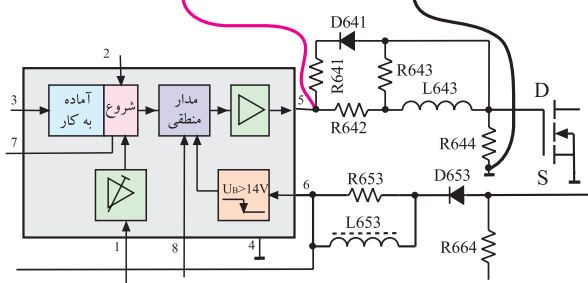 D641
2
R641
R643
L643
D
3
آماده
به کار
شروع
مدار
منطقی
5
R642
7
R644
S
UB>14V
6
R653
D653
L653
R664
1
8
4